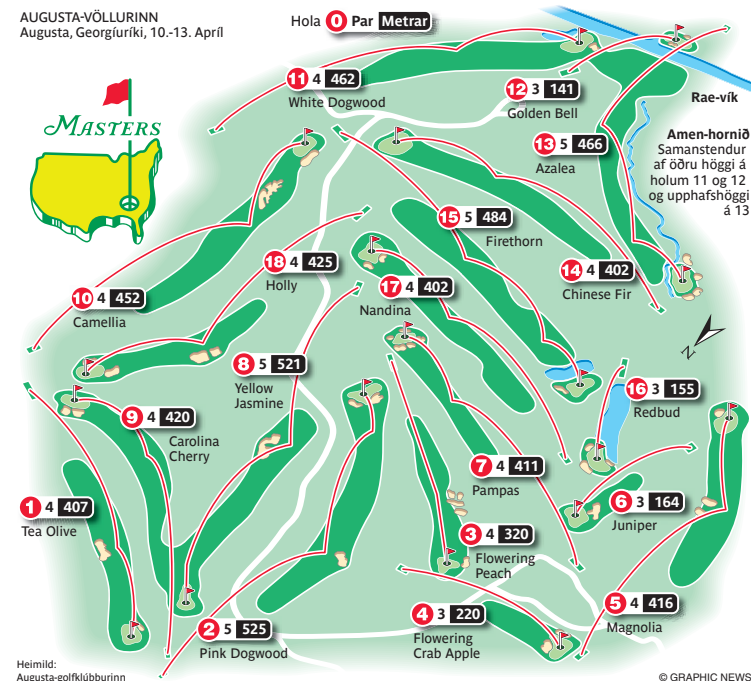 AUGUSTA-VÖLLURINN
Augusta, Georgíuríki, 10.-13. Apríl
Hola 0 Par Metrar
MASTERS
11 4 462
White Dogwood
12 3 141
Golden Bell
Rae-vík
13 5 466
Azalea
Amen-hornið
Samanstendur
af öðru höggi á
holum 11 og 12
og upphafshöggi
á 13
15 5 484
Firethorn
18 4 425
Holly
14 4 402
Chinese Fir
17 4 402
Nandina
10 4 452
Camellia
N
8 5 521
Yellow
Jasmine
16 3 155
Redbud
9 4 420
Carolina
Cherry
7 4 411
Pampas
1 4 407
Tea Olive
6 3 164
Juniper
3 4 320
Flowering
Peach
5 4 416
Magnolia
4 3 220
Flowering
Crab Apple
2 5 525
Pink Dogwood
Heimild:
Augusta-golfklúbburinn
© GRAPHIC NEWS